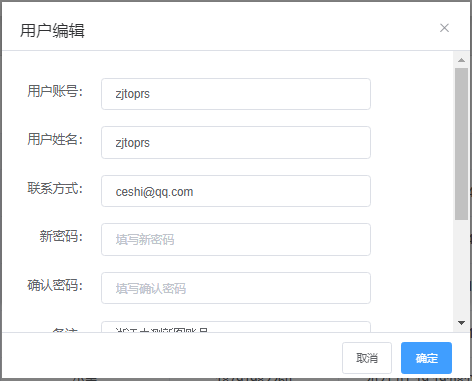 用户编辑
用户账号：
zjtoprs
用户姓名：
zjtoprs
联系方式：
ceshi@qq.com
新密码：
填写新密码
确认密码：
填写确认密码
取消
确定